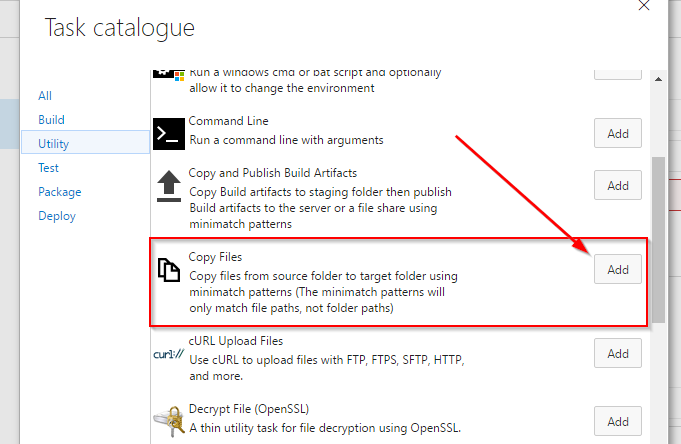 Task catalogue
All
Build
Utility
Test
Package
Deploy
Run a windows cmd or bat script and optionally
allow it to change the environment
Command Line
Run a command line with arguments
Add
Copy and Publish Build Artifacts
Copy Build artifacts to staging folder then publish
Build artifacts to the server or a file share using
minimatch patterns
Add
Copy Files
Copy files from source folder to target folder using
minimatch patterns (The minimatch patterns will
only match file paths, not folder paths)
Add
curl://
cURL Upload Files
Use cURL to upload files with FTP, FTPS, SFTP, HTTP,
and more.
Add
Decrypt File (OpenSSL)
A thin utility task for file decryption using OpenSSL.
Add